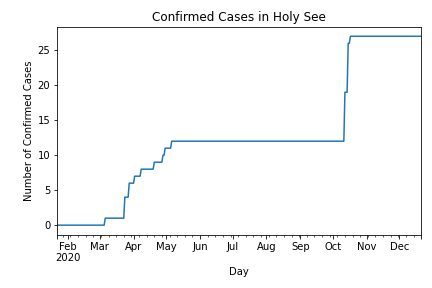 Confirmed Cases in Holy See
Number of Confirmed Cases
25
20
15
10
5
0
Feb Mar Apr May Jun Jul Aug Sep Oct Nov Dec
2020
Day